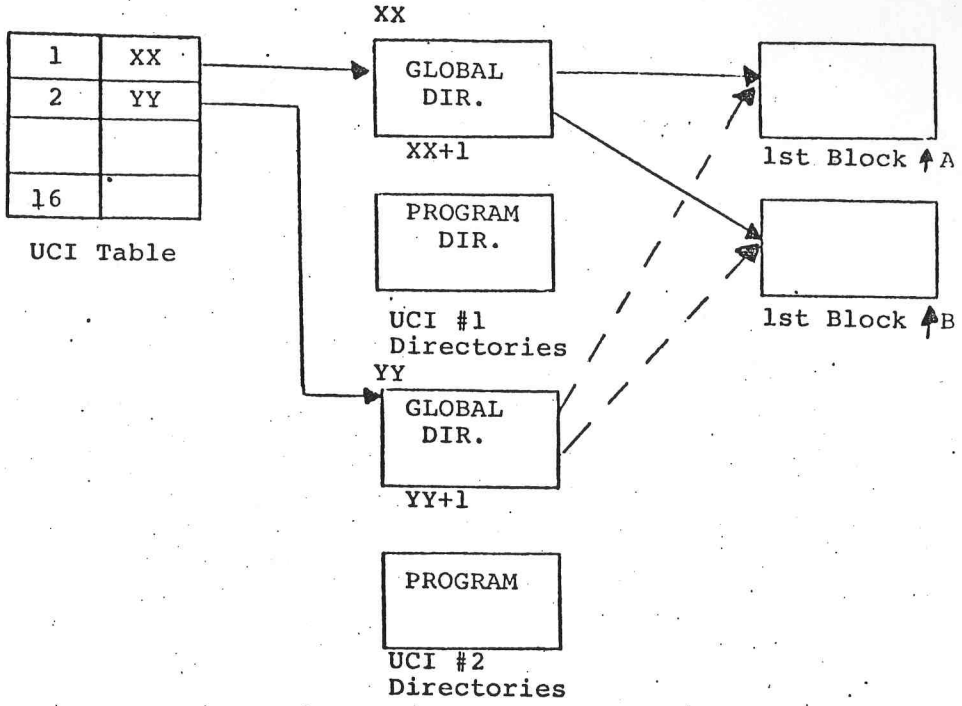 1 XX
2 YY
16
UCI Table
XX
GLOBAL
DIR.
XX+1
PROGRAM
DIR.
UCI #1
Directories
YY
GLOBAL
DIR.
YY+1
PROGRAM
UCI #2
Directories
1st Block ↑A
1st Block ↑B